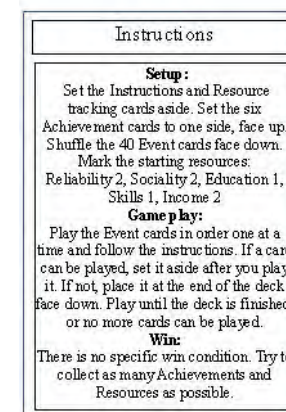 Instructions
Setup:
Set the Instructions and Resource
tracking cards aside. Set the six
Achievement cards to one side, face up.
Shuffle the 40 Event cards face down.
Mark the starting resources:
Reliability 2, Sociality 2, Education 1,
Skills 1, Income 2
Gameplay:
Play the Event cards in order one at a
time and follow the instructions. If a card
can be played, set it aside after you play
it. If not, place it at the end of the deck
face down. Play until the deck is finished
or no more cards can be played.
Win:
There is no specific win condition. Try to
collect as many Achievements and
Resources as possible.